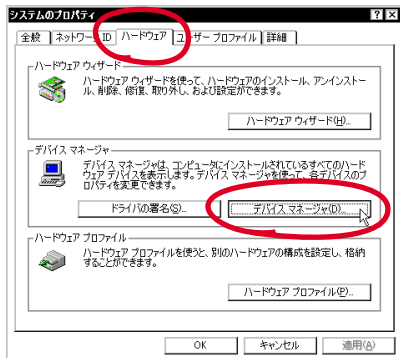 システムのプロパティ
全般 ネットワーク ID ハードウェア ユーザー プロファイル 詳細
ハードウェア ウィザード
ハードウェア ウィザードを使って、ハードウェアのインストール、アンインストー
ル、削除、修復、取り外し、および設定ができます。
ハードウェア ウィザード(H)...
デバイス マネージャ
デバイス マネージャは、コンピュータにインストールされているすべてのハード
ウェア デバイスを表示します。デバイス マネージャを使って、各デバイスのプ
ロパティを変更できます。
ドライバの署名(S)... デバイス マネージャ(D)...
ハードウェア プロファイル
ハードウェア プロファイルを使うと、別のハードウェアの構成を設定し、格納
することができます。
ハードウェア プロファイル(P)...
OK キャンセル 適用(A)